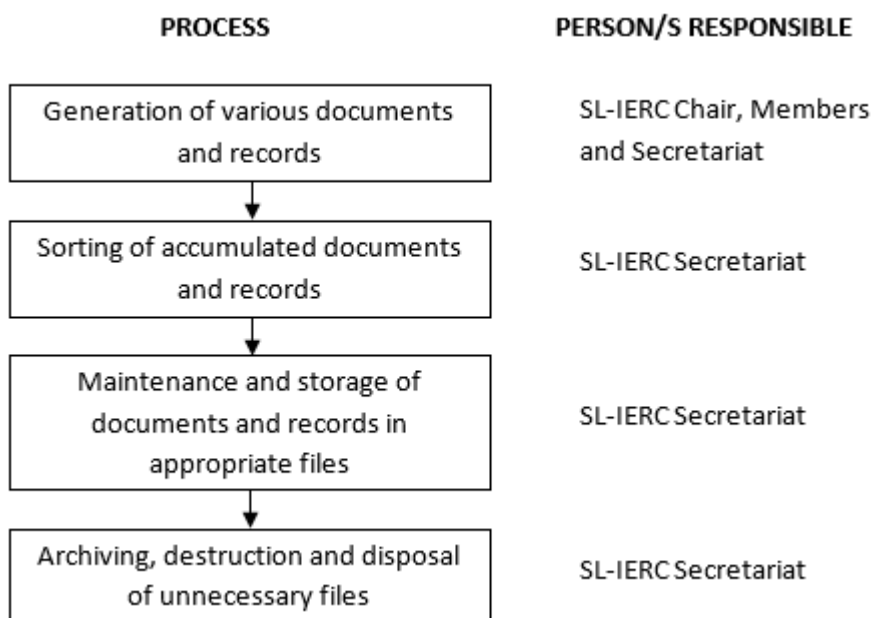 PROCESS
PERSON/S RESPONSIBLE
Generation of various documents
and records
SL-IERC Chair, Members
and Secretariat
Sorting of accumulated documents
and records
SL-IERC Secretariat
Maintenance and storage of
documents and records in
appropriate files
SL-IERC Secretariat
Archiving, destruction and disposal
of unnecessary files
SL-IERC Secretariat